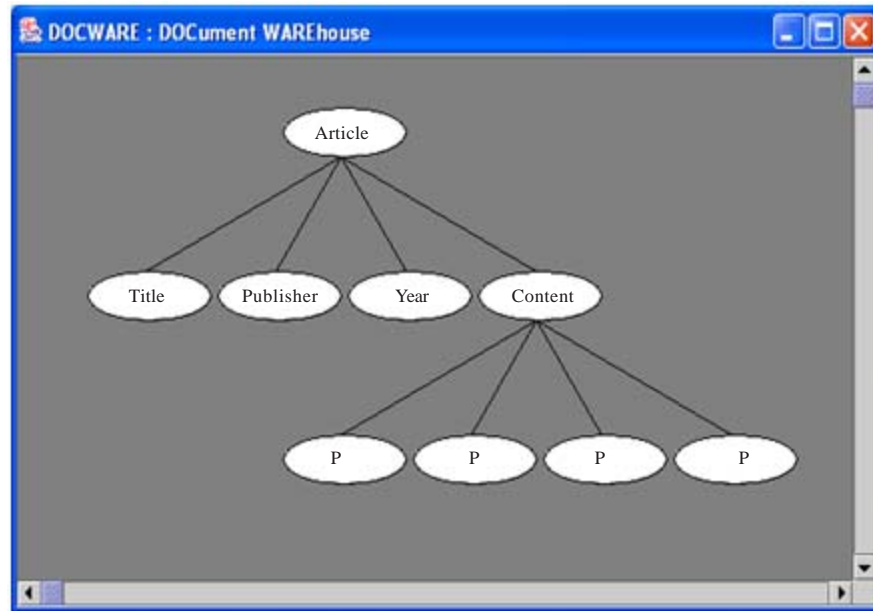 DOCWARE : DOCument WAREhouse
Article
Title Publisher Year Content
P P P P